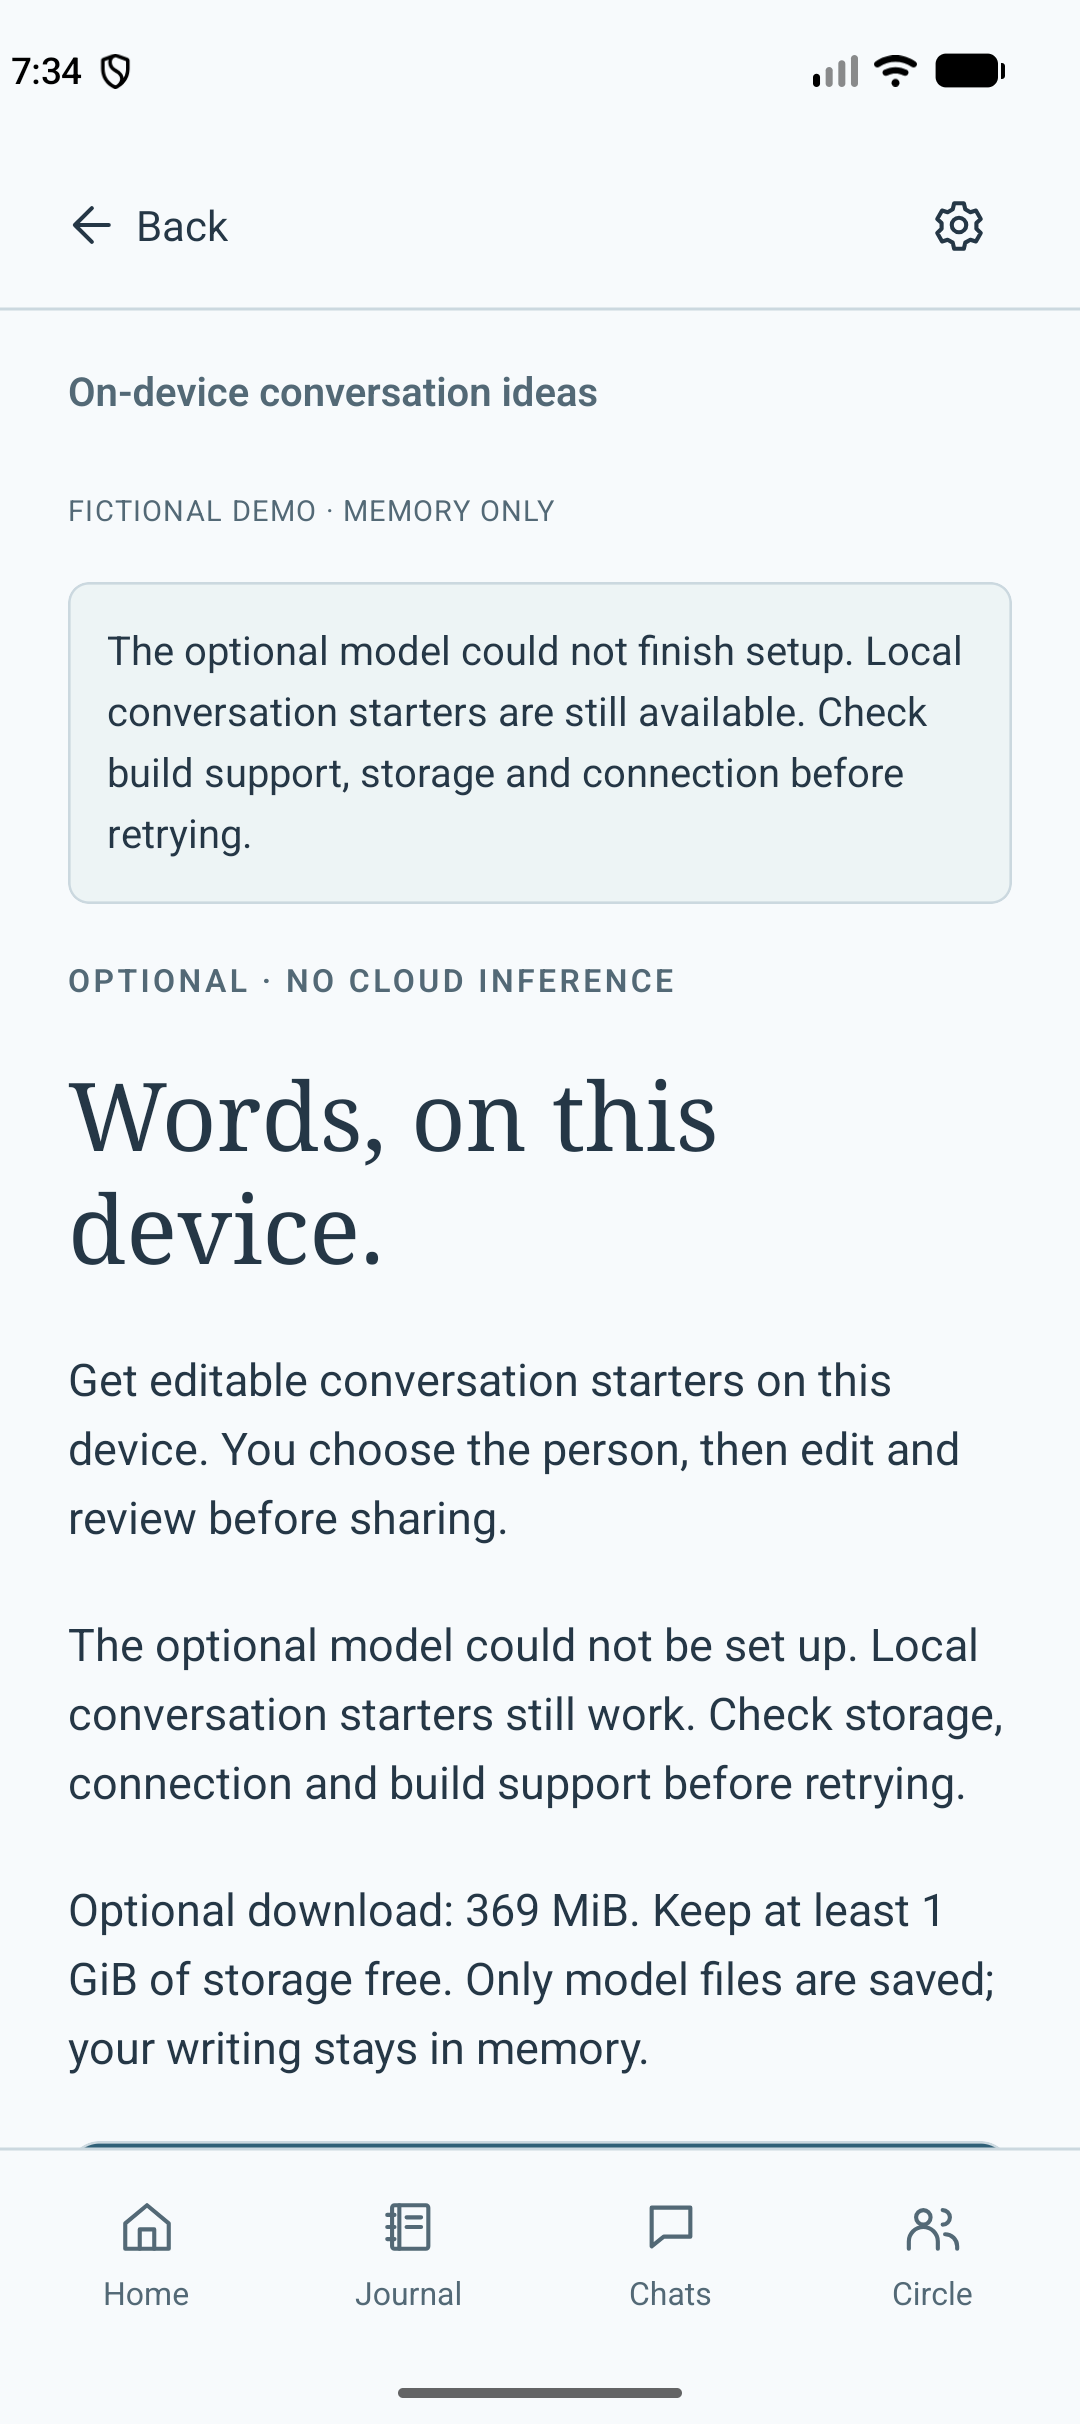 7:34
Back
On-device conversation ideas
FICTIONAL DEMO · MEMORY ONLY
The optional model could not finish setup. Local
conversation starters are still available. Check
build support, storage and connection before
retrying.
OPTIONAL · NO CLOUD INFERENCE
Words, on this
device.
Get editable conversation starters on this
device. You choose the person, then edit and
review before sharing.
The optional model could not be set up. Local
conversation starters still work. Check storage,
connection and build support before retrying.
Optional download: 369 MiB. Keep at least 1
GiB of storage free. Only model files are saved;
your writing stays in memory.
Home
Journal
Chats
Circle